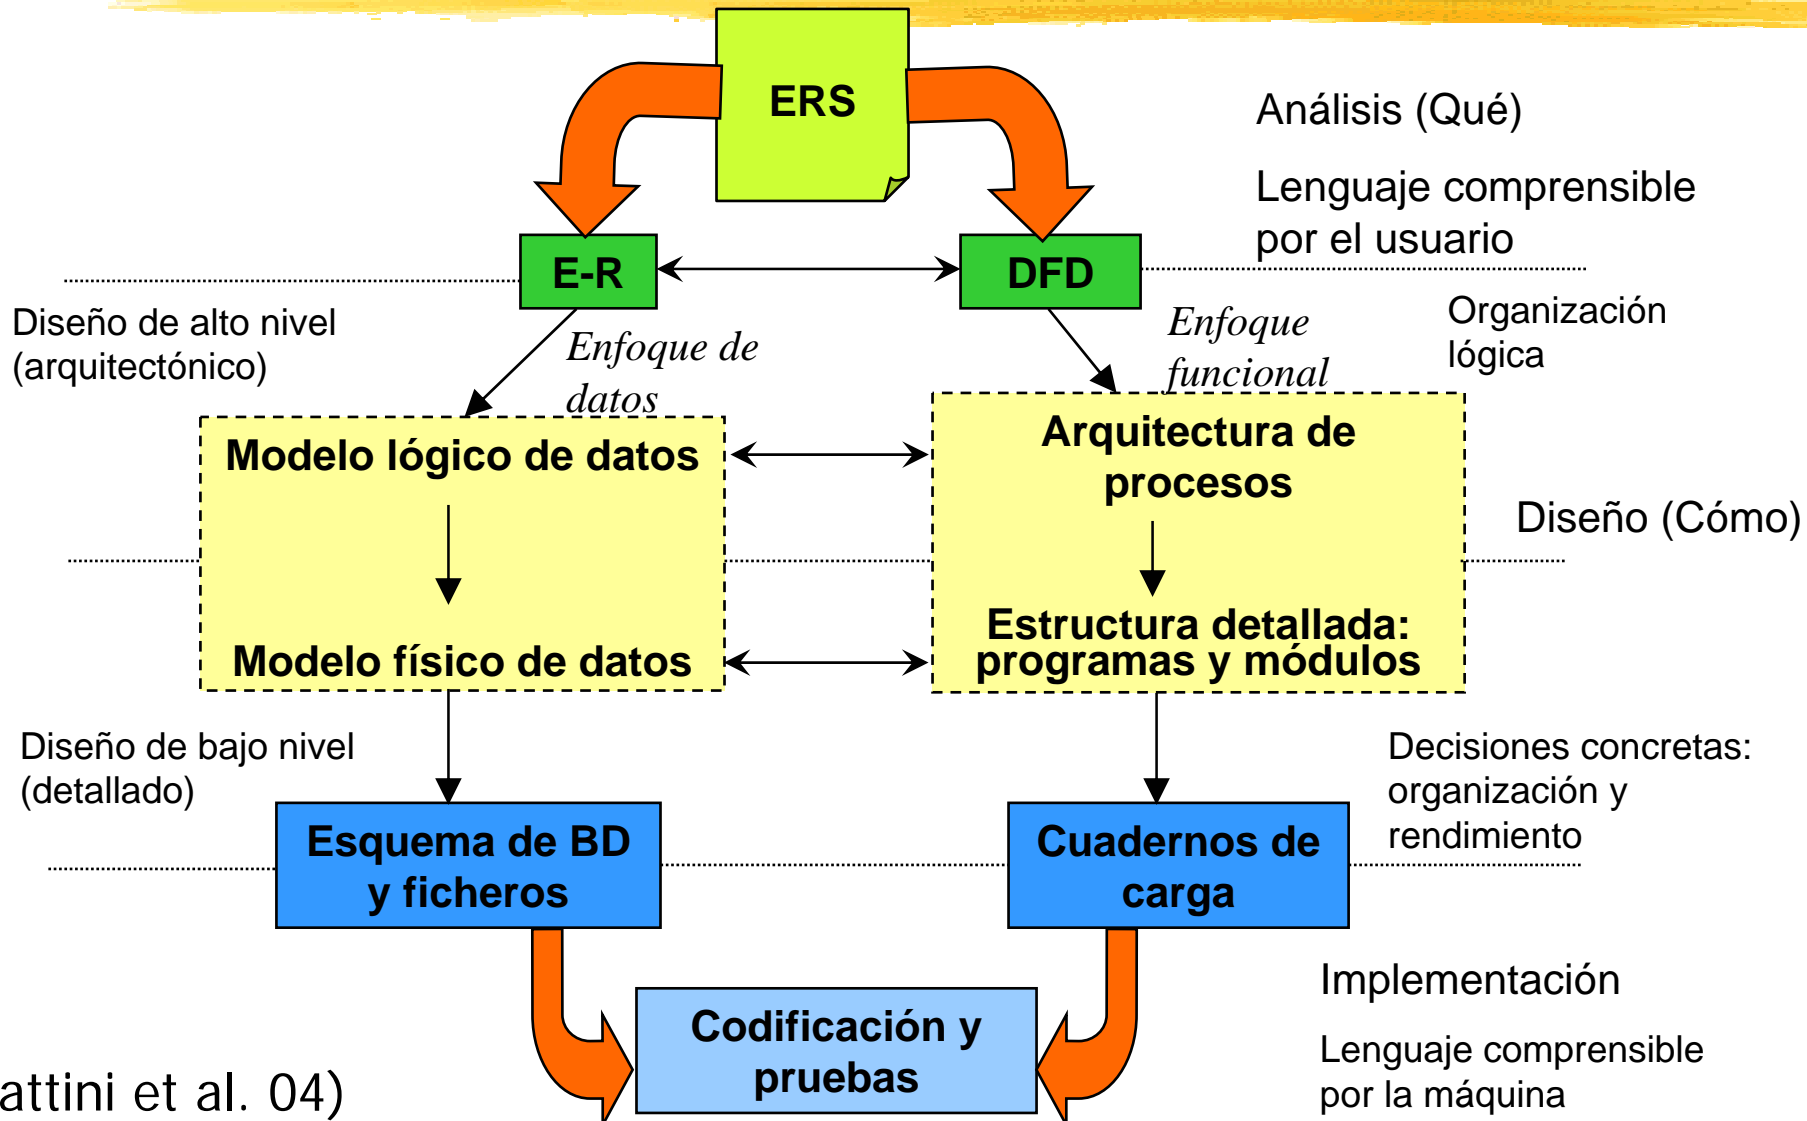 ERS
Análisis (Qué)
Lenguaje comprensible
por el usuario
E-R
DFD
Diseño de alto nivel
(arquitectónico)
Enfoque de
datos
Enfoque
funcional
Organización
lógica
Modelo lógico de datos
Arquitectura de
procesos
Diseño (Cómo)
Modelo físico de datos
Estructura detallada:
programas y módulos
Diseño de bajo nivel
(detallado)
Decisiones concretas:
organización y
rendimiento
Esquema de BD
y ficheros
Cuadernos de
carga
Implementación
Codificación y
pruebas
Lenguaje comprensible
por la máquina
attini et al. 04)